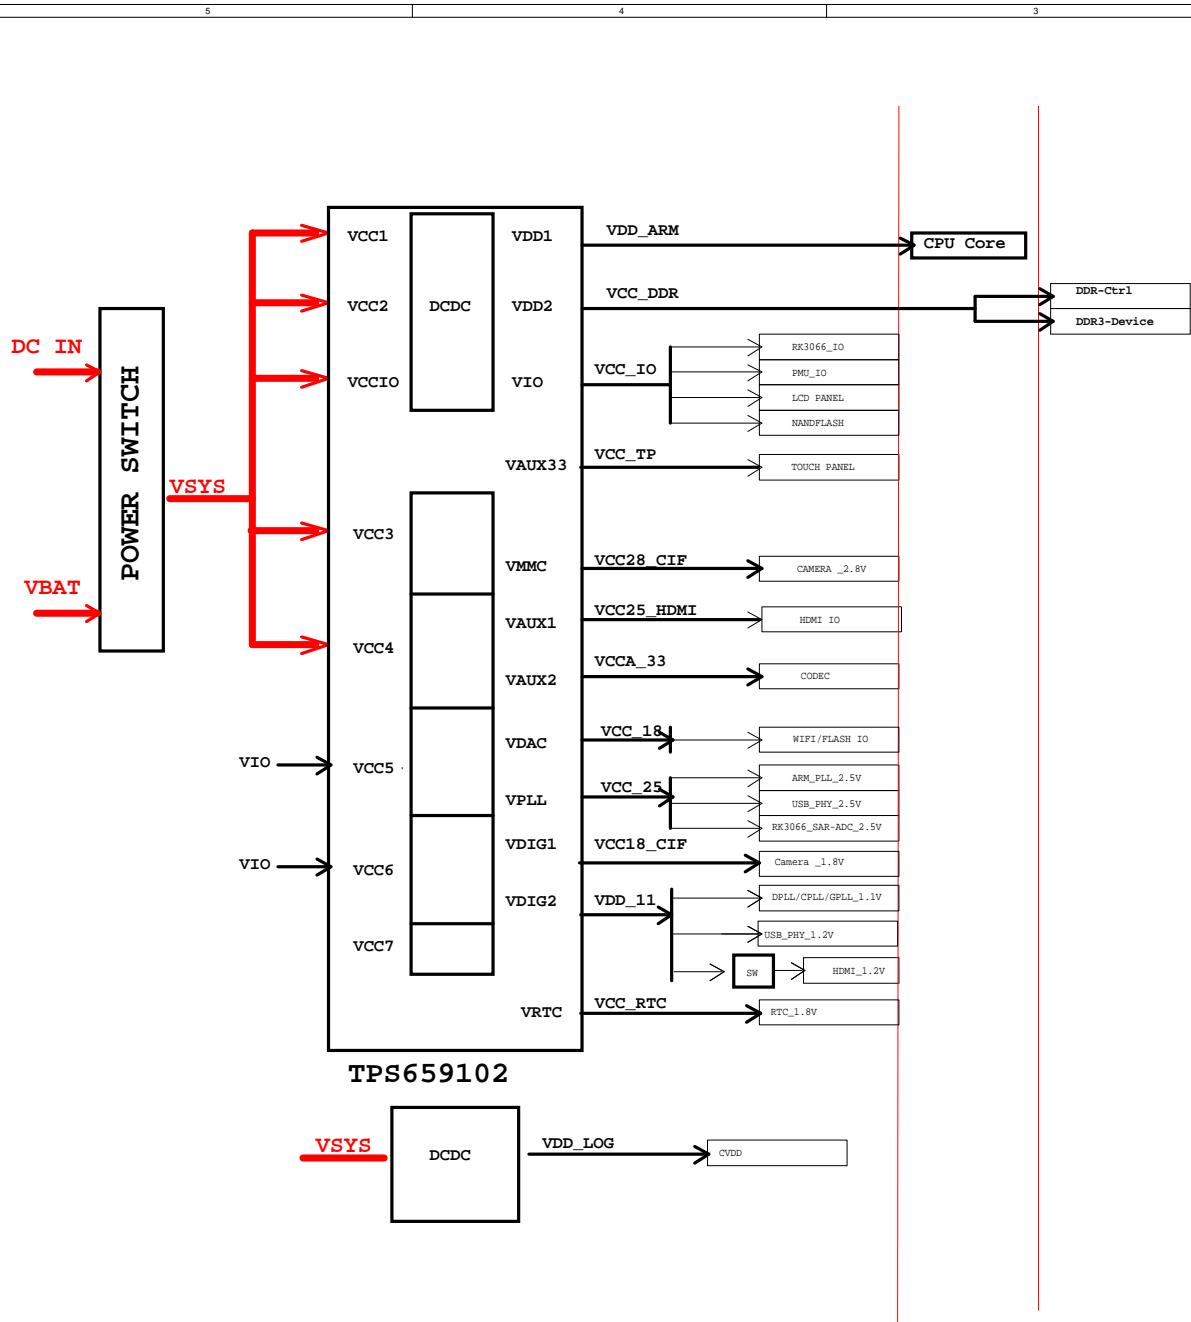 5 4 3
VCC1 VDD1 VDD_ARM CPU Core
VCC2 DCDC VDD2 VCC_DDR DDR-Ctrl
DDR3-Device
DC IN
RK3066_IO
VCCIO VIO VCC_IO PMU_IO
LCD PANEL
NANDFLASH
POWER SWITCH
VAUX33 VCC_TP TOUCH PANEL
VSYS
VCC3
VMMC VCC28_CIF CAMERA _2.8V
VBAT
VAUX1 VCC25_HDMI HDMI IO
VCC4
VAUX2 VCCA_33 CODEC
VDAC VCC_18 WIFI/FLASH IO
VIO VCC5
ARM_PLL_2.5V
VPLL VCC_25 USB_PHY_2.5V
RK3066_SAR-ADC_2.5V
VDIG1 VCC18_CIF Camera _1.8V
VIO VCC6
VDIG2 VDD_11 DPLL/CPLL/GPLL_1.1V
USB_PHY_1.2V
VCC7
SW HDMI_1.2V
VRTC VCC_RTC RTC_1.8V
TPS659102
VSYS DCDC VDD_LOG CVDD